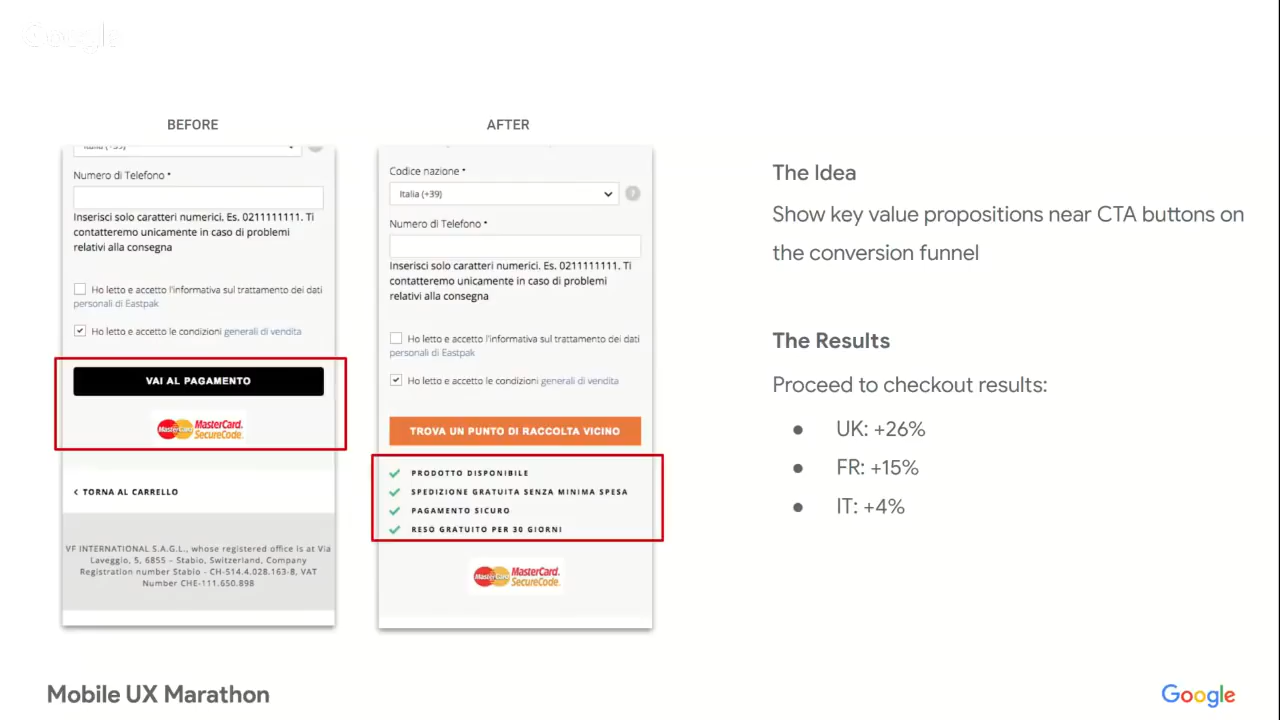 Google
BEFORE
Italia (+39)
Numero di Telefono *
Inserisci solo caratteri numerici. Es. 0211111111. Ti
contatteremo unicamente in caso di problemi
relativi alla consegna
Ho letto e accetto l'informativa sul trattamento dei dati
personali di Eastpak
Ho letto e accetto le condizioni generali di vendita
VAI AL PAGAMENTO
MasterCard
MasterCard.
SecureCode.
< TORNA AL CARRELLO
VF INTERNATIONAL S.A.G.L., whose registered office is at Via
Laveggio, 5, 6855 – Stabio, Switzerland, Company
Registration number Stabio - CH-514.4.028.163-8, VAT
Number CHE-111.650.898
AFTER
Codice nazione *
Italia (+39)
?
Numero di Telefono *
Inserisci solo caratteri numerici. Es. 0211111111. Ti
contatteremo unicamente in caso di problemi
relativi alla consegna
Ho letto e accetto l'informativa sul trattamento dei dati
personali di Eastpak
Ho letto e accetto le condizioni generali di vendita
TROVA UN PUNTO DI RACCOLTA VICINO
PRODOTTO DISPONIBILE
SPEDIZIONE GRATUITA SENZA MINIMA SPESA
PAGAMENTO SICURO
RESO GRATUITO PER 30 GIORNI
MasterCard
MasterCard.
SecureCode.
The Idea
Show key value propositions near CTA buttons on
the conversion funnel
The Results
Proceed to checkout results:
● UK: +26%
● FR: +15%
● IT: +4%
Mobile UX Marathon
Google